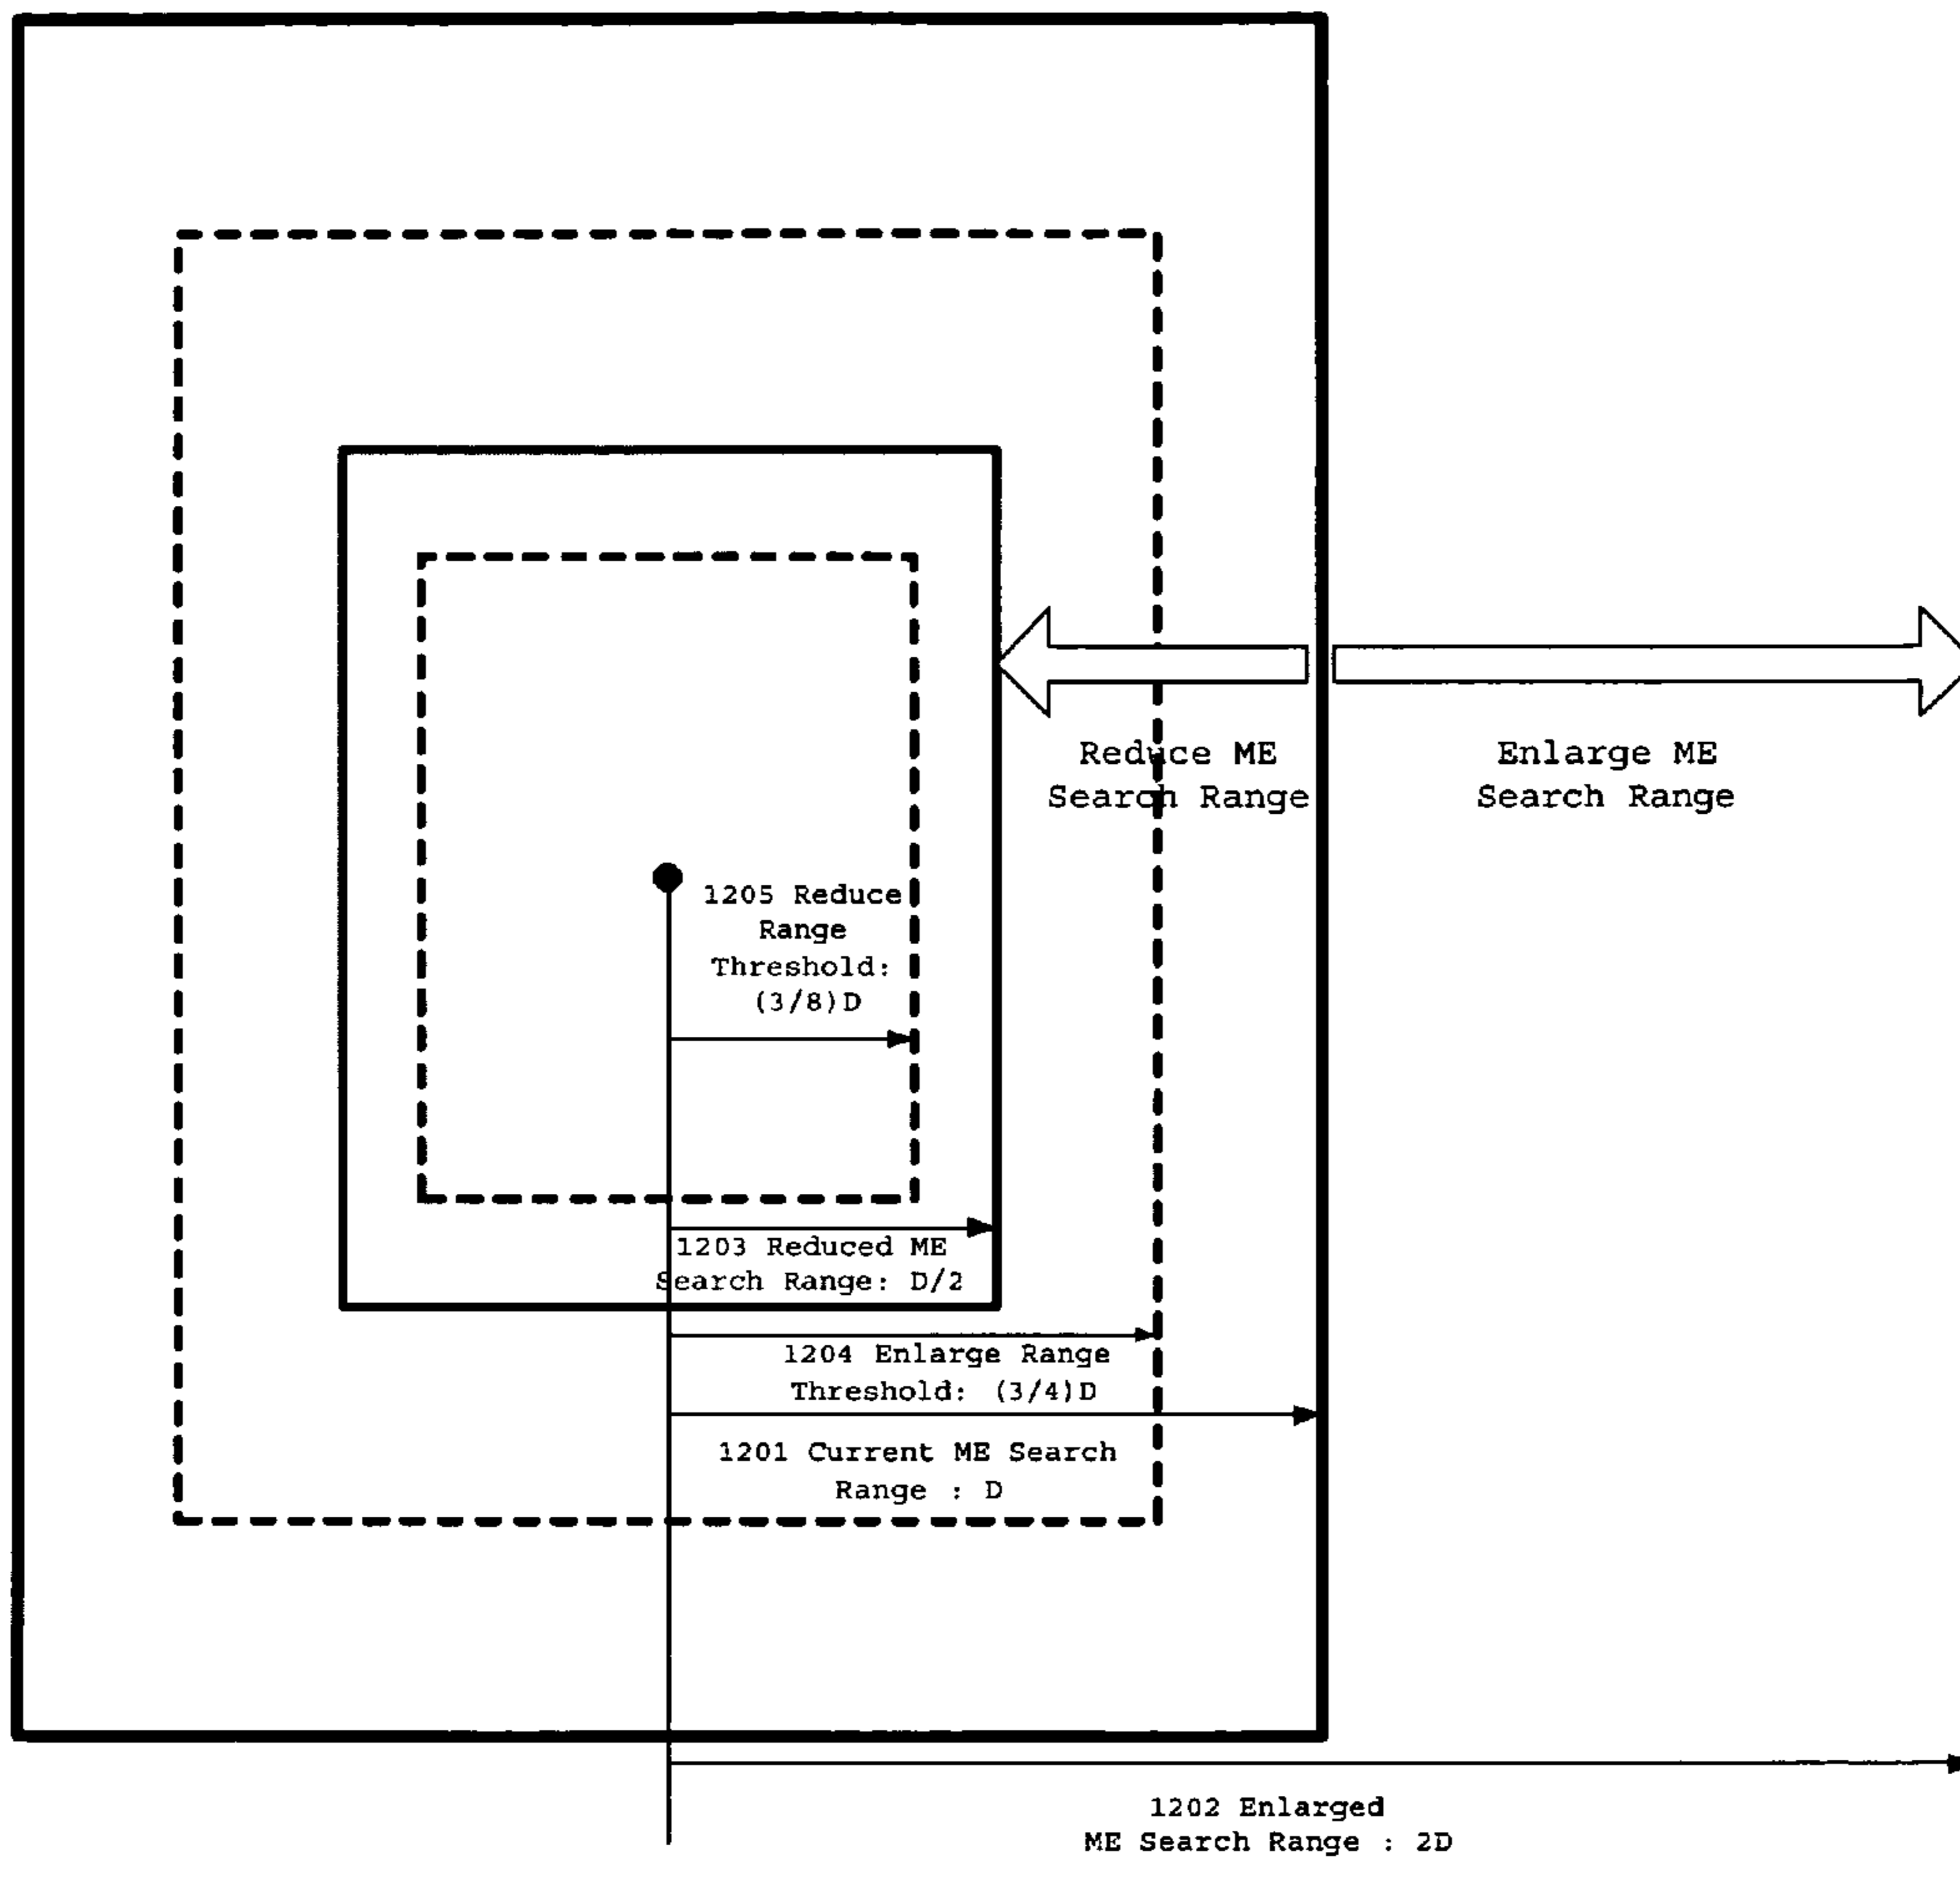 Reduce ME
Search Range
Enlarge ME
Search Range
1205 Reduce
Range
Threshold:
(3/8)D
1203 Reduced ME
Search Range: D/2
1204 Enlarge Range
Threshold: (3/4)D
1201 Current ME Search
Range : D
1202 Enlarged
ME Search Range : 2D